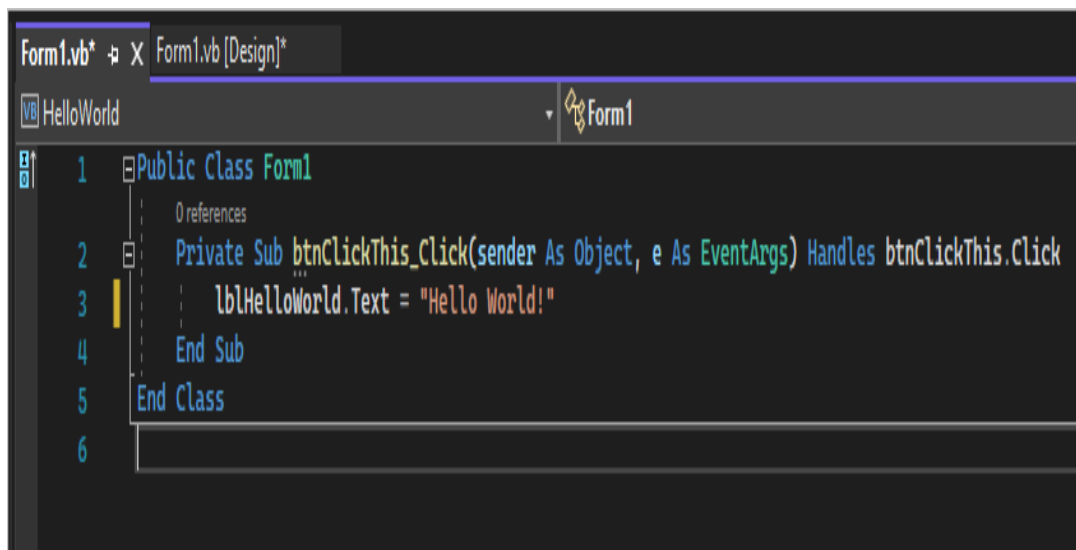 Form1.vb* Form1.vb [Design]*
VB HelloWorld Form1
1 Public Class Form1
0 references
2 Private Sub btnClickThis_Click(sender As Object, e As EventArgs) Handles btnClickThis.Click
3 lblHelloWorld.Text = "Hello World!"
4 End Sub
5 End Class
6